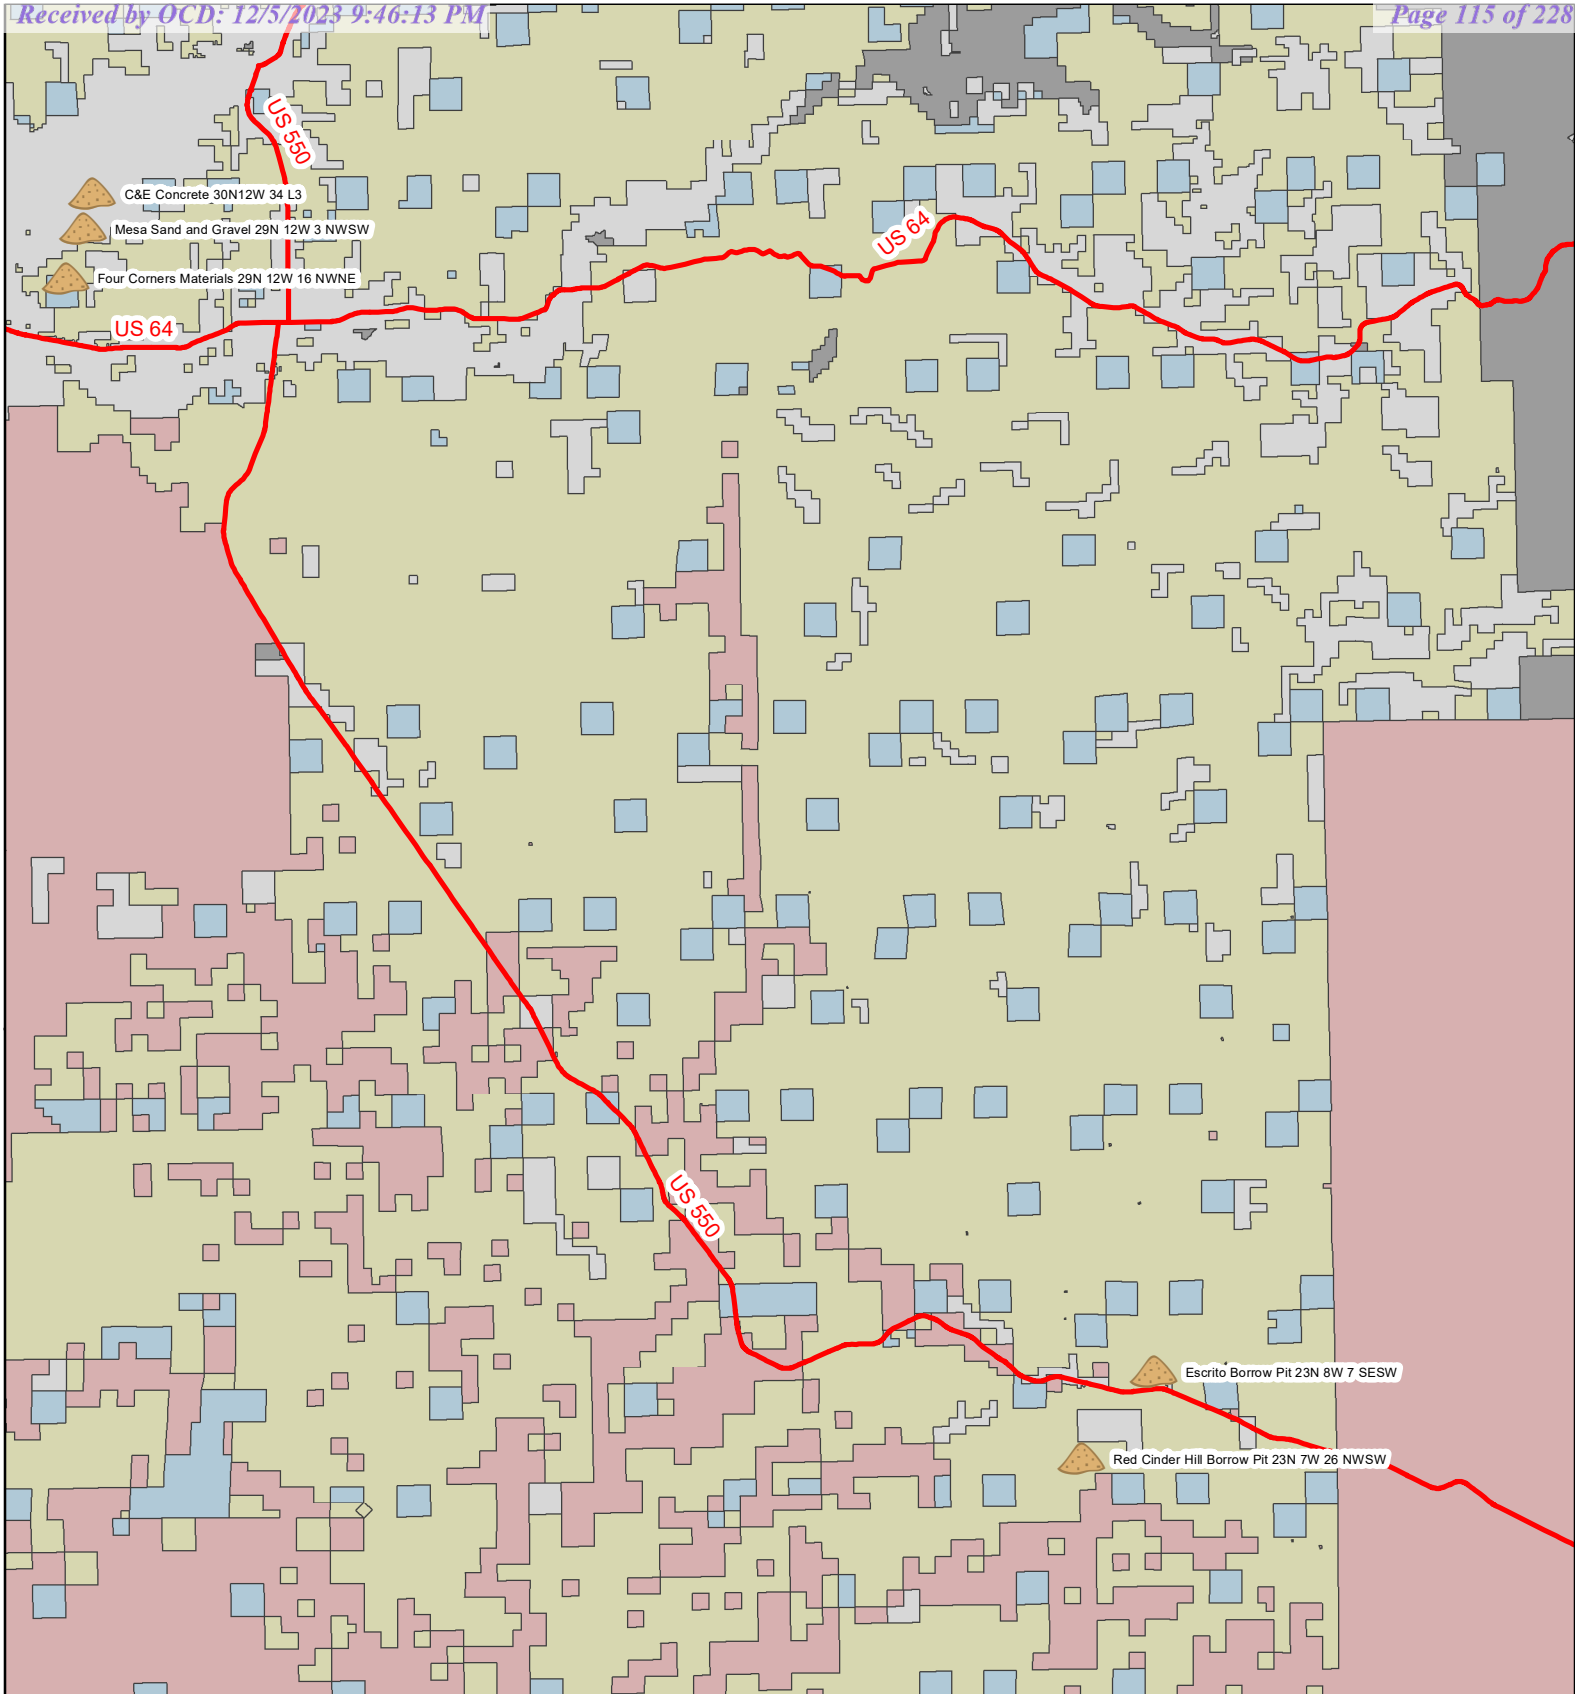 Received by OCD: 12/5/2023 9:46:13 PM
Page 115 of 228
US 550
C&E Concrete 30N12W 34 L3
Mesa Sand and Gravel 29N 12W 3 NWSW
US 64
Four Corners Materials 29N 12W 16 NWNE
US 64
US 550
Escrito Borrow Pit 23N 8W 7 SESW
Red Cinder Hill Borrow Pit 23N 7W 26 NWSW